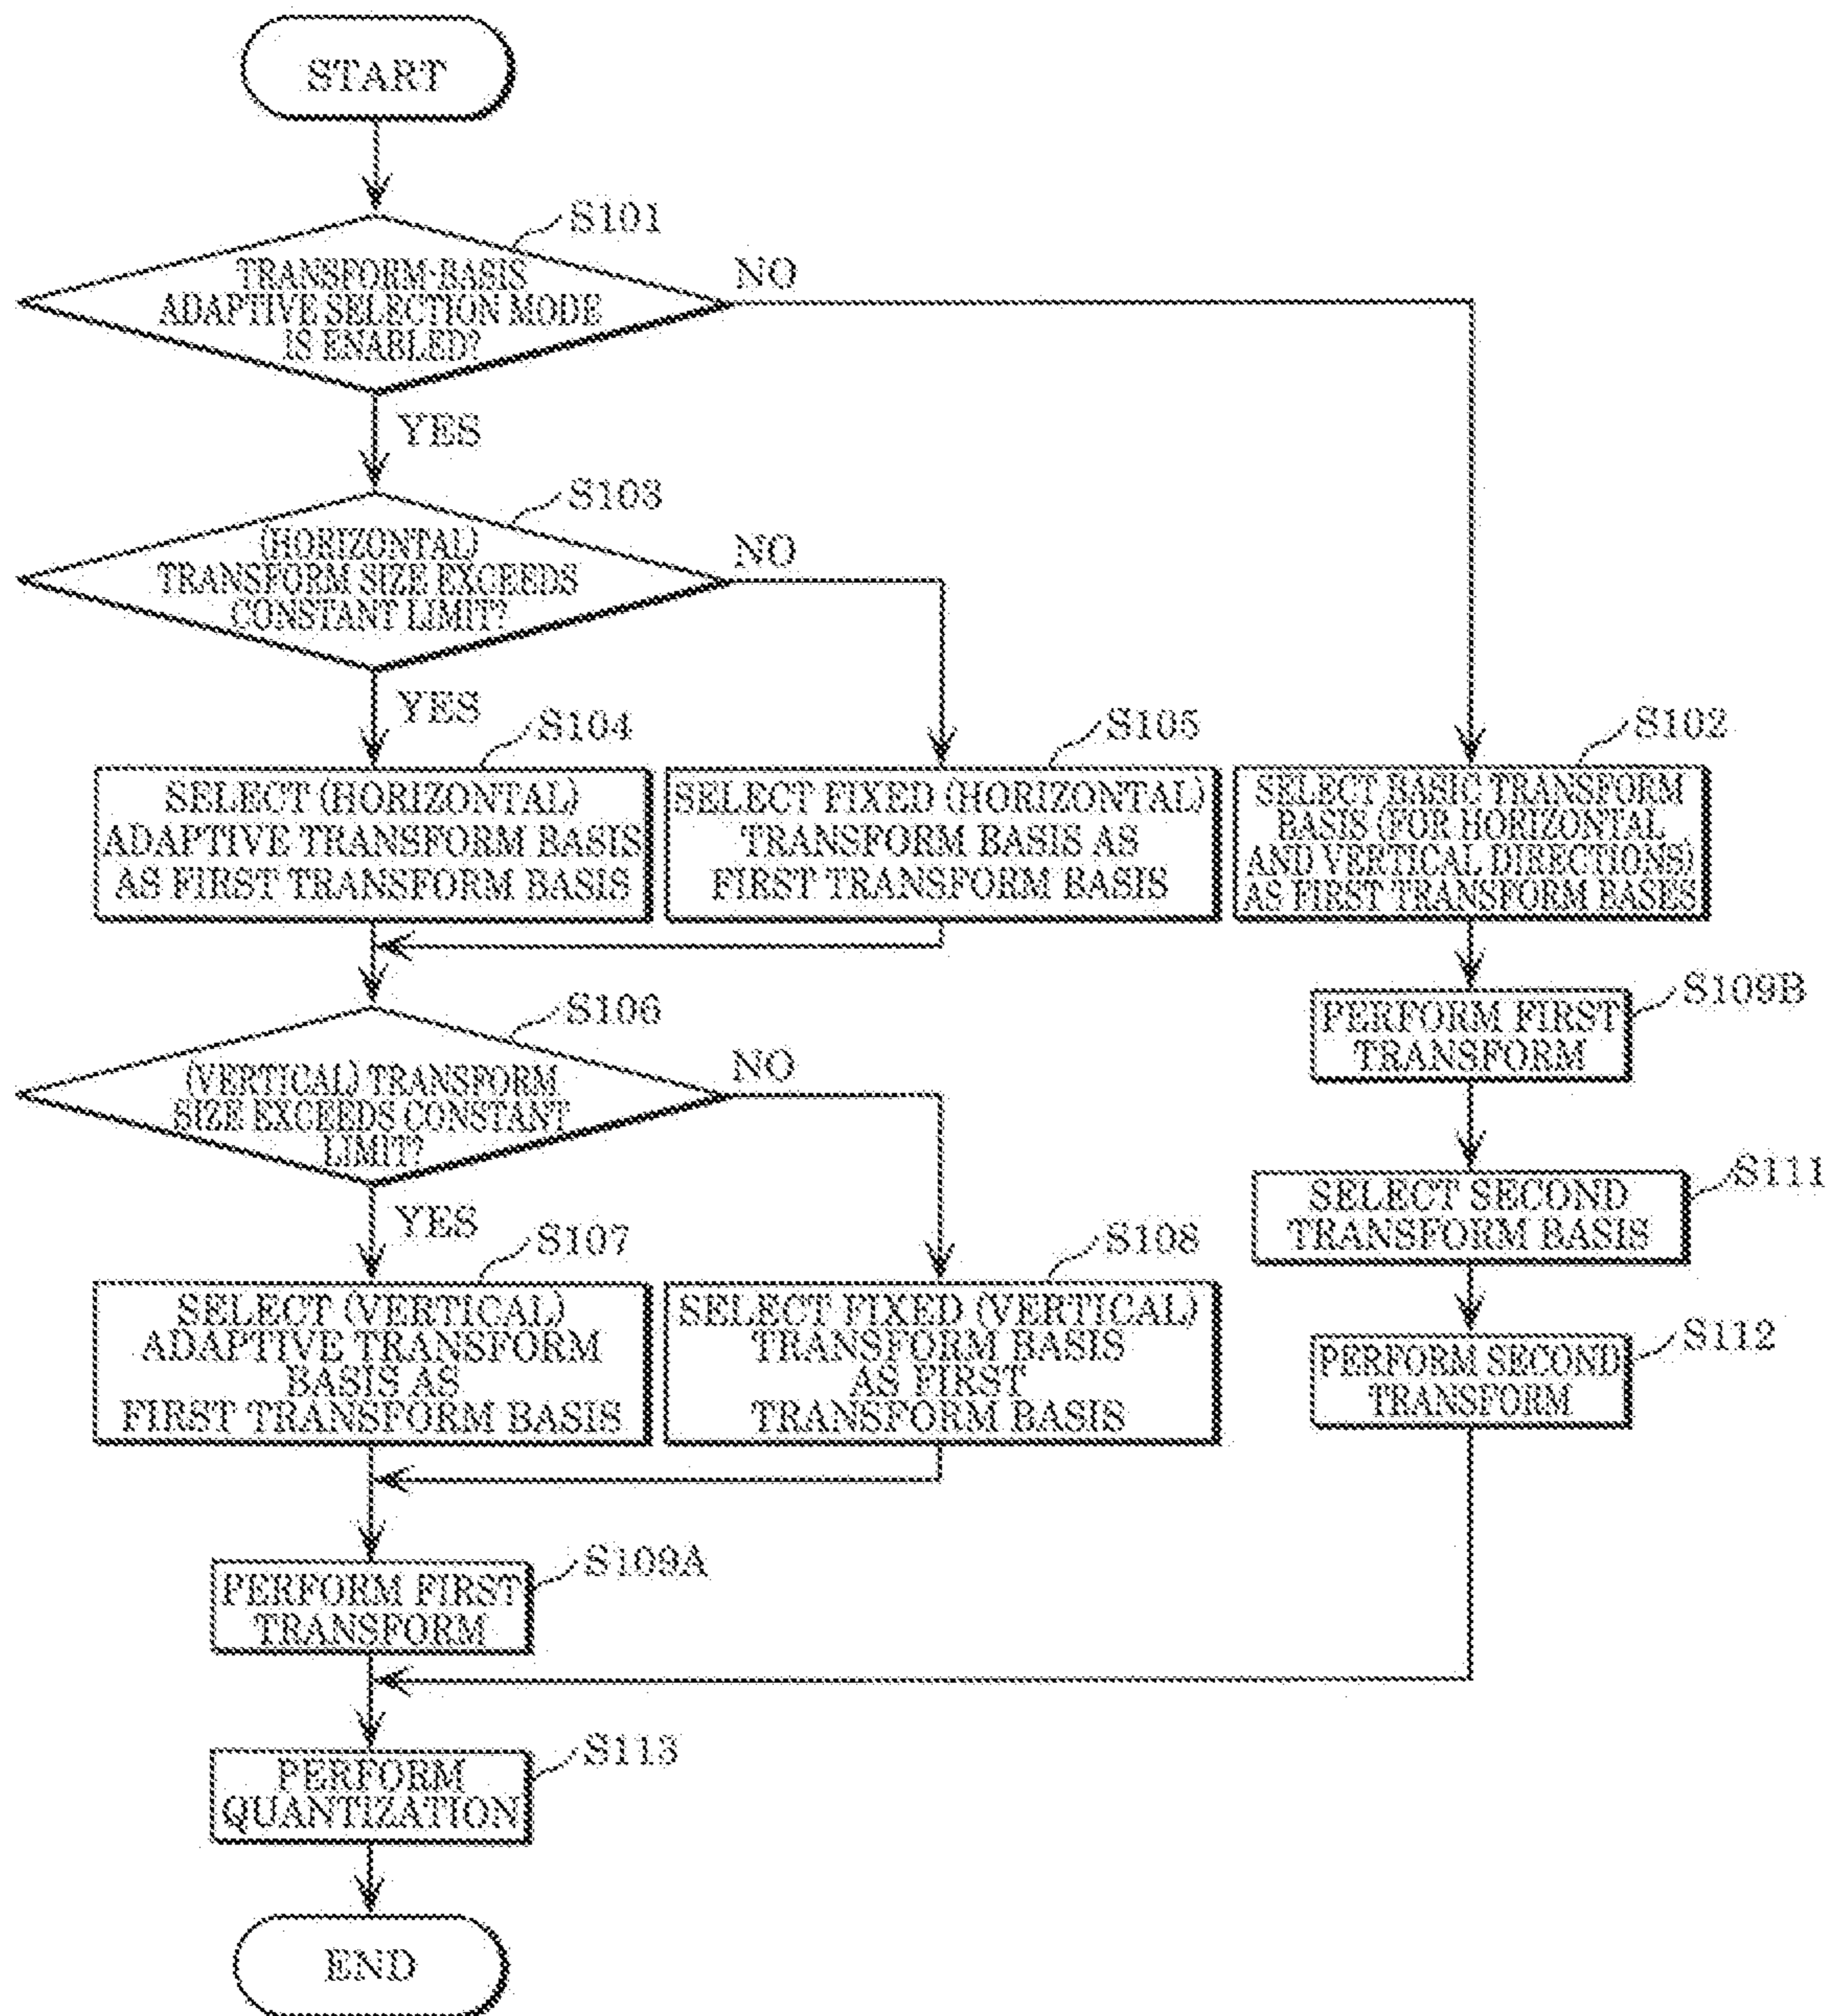 START
S101
TRANSFORM-BASIS
ADAPTIVE SELECTION MODE
IS ENABLED?
NO
YES
S103
(HORIZONTAL)
TRANSFORM SIZE EXCEEDS
CONSTANT LIMIT?
NO
YES
S104
SELECT (HORIZONTAL)
ADAPTIVE TRANSFORM BASIS
AS FIRST TRANSFORM BASIS
S105
SELECT FIXED (HORIZONTAL)
TRANSFORM BASIS AS
FIRST TRANSFORM BASIS
S102
SELECT BASIC TRANSFORM
BASIS (FOR HORIZONTAL
AND VERTICAL DIRECTIONS)
AS FIRST TRANSFORM BASES
S106
(VERTICAL) TRANSFORM
SIZE EXCEEDS CONSTANT
LIMIT?
NO
YES
S109B
PERFORM FIRST
TRANSFORM
S111
SELECT SECOND
TRANSFORM BASIS
S107
SELECT (VERTICAL)
ADAPTIVE TRANSFORM
BASIS AS
FIRST TRANSFORM BASIS
S108
SELECT FIXED (VERTICAL)
TRANSFORM BASIS
AS FIRST
TRANSFORM BASIS
S112
PERFORM SECOND
TRANSFORM
S109A
PERFORM FIRST
TRANSFORM
S113
PERFORM
QUANTIZATION
END